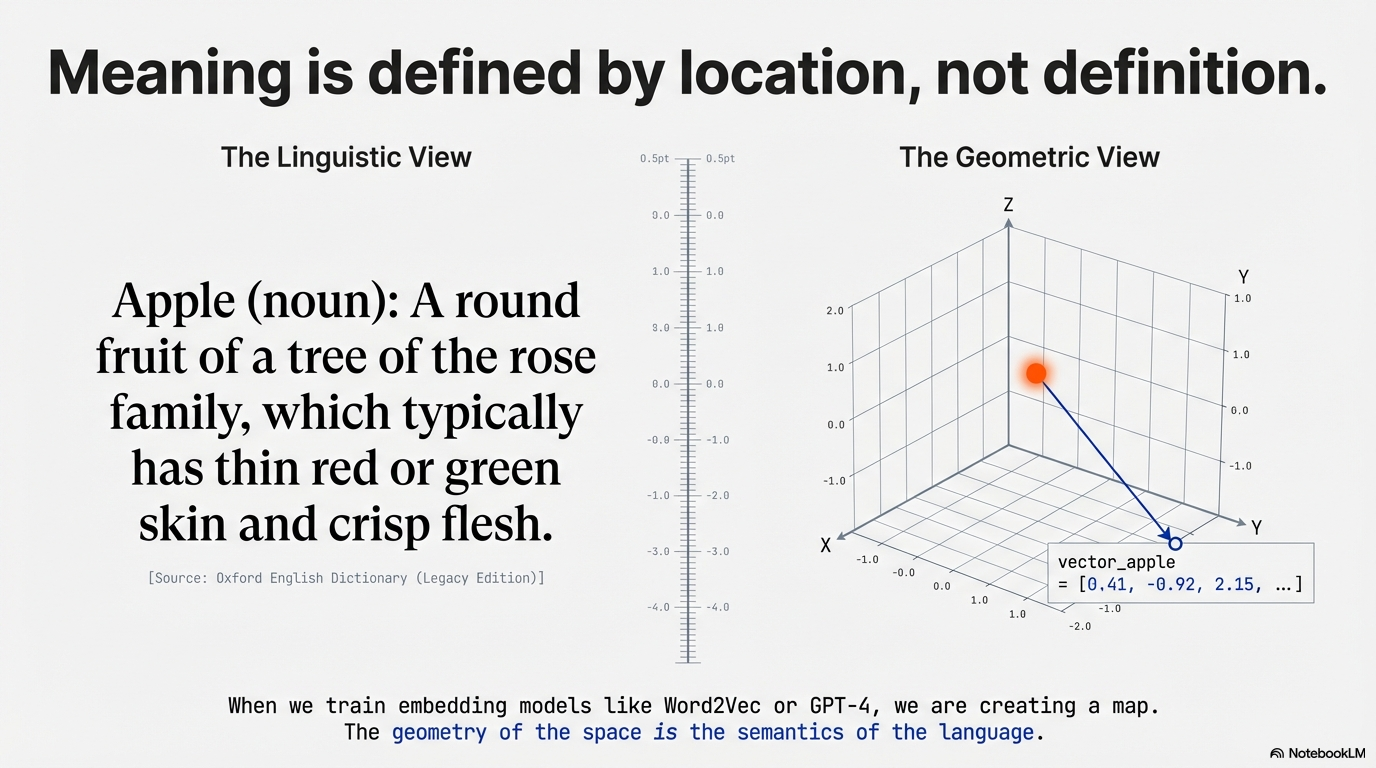 Meaning is defined by location, not definition.
The Linguistic View
Apple (noun): A round
fruit of a tree of the rose
family, which typically
has thin red or green
skin and crisp flesh.
[Source: Oxford English Dictionary (Legacy Edition)]
0.5pt 0.5pt
0.0 0.0
1.0 1.0
3.0 1.0
0.0 0.0
-0.9 -1.0
-1.0 -2.0
-3.0 -3.0
-4.0 -4.0
The Geometric View
Z
Y
1.0
2.0
1.0
1.0
0.0
0.0
-1.0
-1.0
X
Y
-1.0
-0.0
0.0
1.0
1.0
-2.0
-1.0
vector_apple
= [0.41, -0.92, 2.15, ...]
When we train embedding models like Word2Vec or GPT-4, we are creating a map.
The geometry of the space is the semantics of the language.
NotebookLM